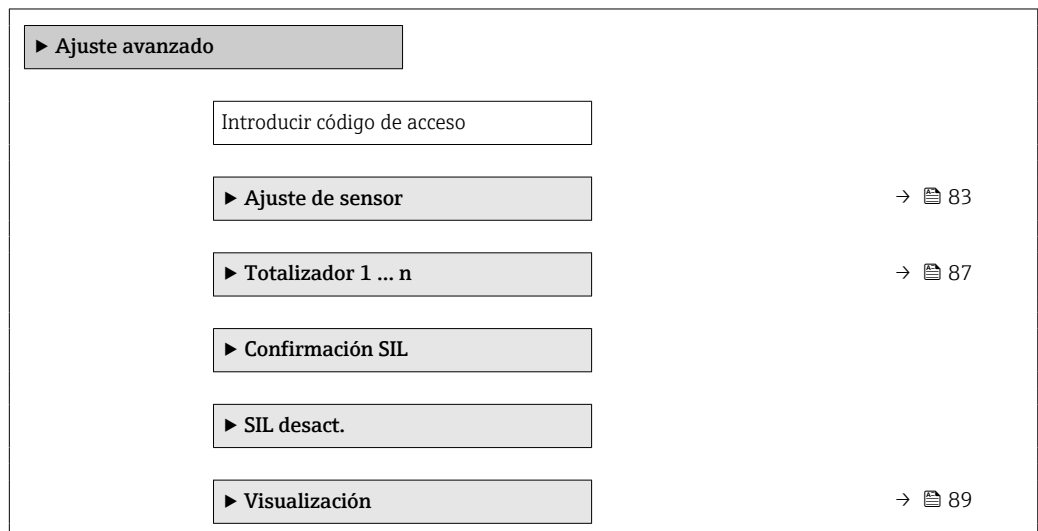 ▶ Ajuste avanzado
Introducir código de acceso
▶ Ajuste de sensor → 83
▶ Totalizador 1 … n → 87
▶ Confirmación SIL
▶ SIL desact.
▶ Visualización → 89